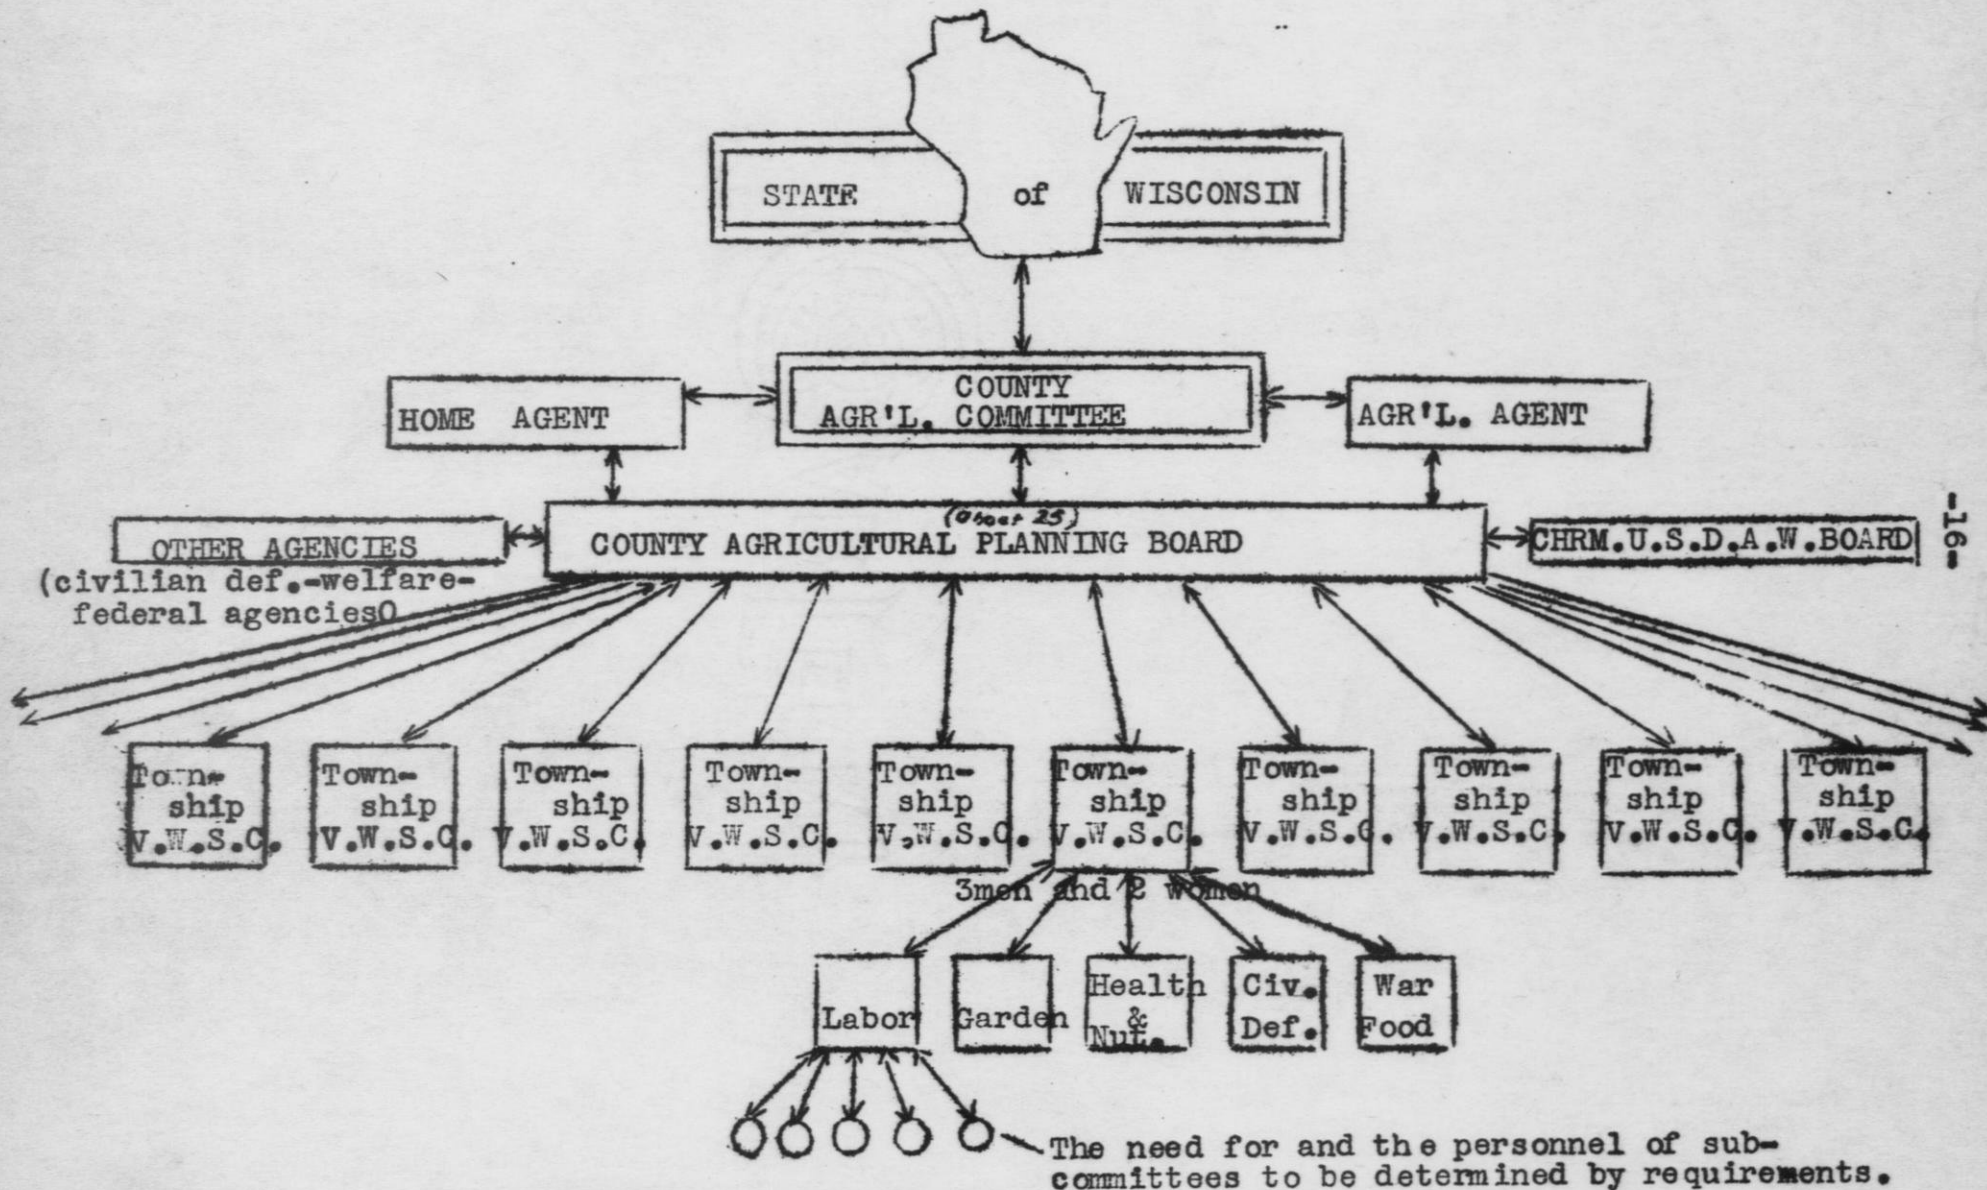 STATE of WISCONSIN
COUNTY
AGR'L. COMMITTEE
HOME AGENT
AGR'L. AGENT
(about 25)
COUNTY AGRICULTURAL PLANNING BOARD
OTHER AGENCIES
(civilian def.-welfare-
federal agencies0
CHRM.U.S.D.A.W.BOARD
-16-
Town-
ship
V.W.S.C.
Town-
ship
V.W.S.C.
Town-
ship
V.W.S.C.
Town-
ship
V.W.S.C.
Town-
ship
V.W.S.C.
Town-
ship
V.W.S.C.
Town-
ship
V.W.S.C.
Town-
ship
V.W.S.C.
Town-
ship
V.W.S.C.
Town-
ship
V.W.S.C.
3men and 2 women
Labor
Garden
Health
&
Nut.
Civ.
Def.
War
Food
The need for and the personnel of sub-
committees to be determined by requirements.